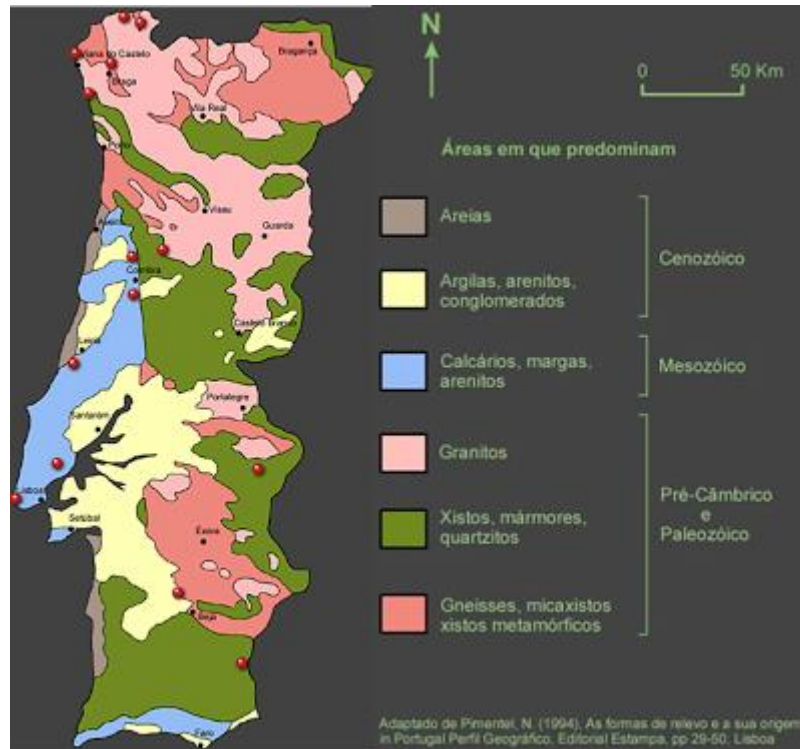 N
0 50 Km
Áreas em que predominam
Areias
Argilas, arenitos,
conglomerados
Cenozóico
Calcários, margas,
arenitos
Mesozóico
Granitos
Xistos, mármores,
quartzitos
Pré-Câmbrico
e
Paleozóico
Gneisses, micaxistos
xistos metamórficos
Adaptado de Pimentel, N. (1994), As formas de relevo e a sua origem
in Portugal Perfil Geográfico, Editorial Estampa, pp 29-50, Lisboa
Viana do Castelo
Bragança
Braga
Vila Real
Porto
Viseu
Aveiro
Guarda
Coimbra
Castelo Branco
Leiria
Portalegre
Santarém
Lisboa
Setúbal
Évora
Beja
Faro